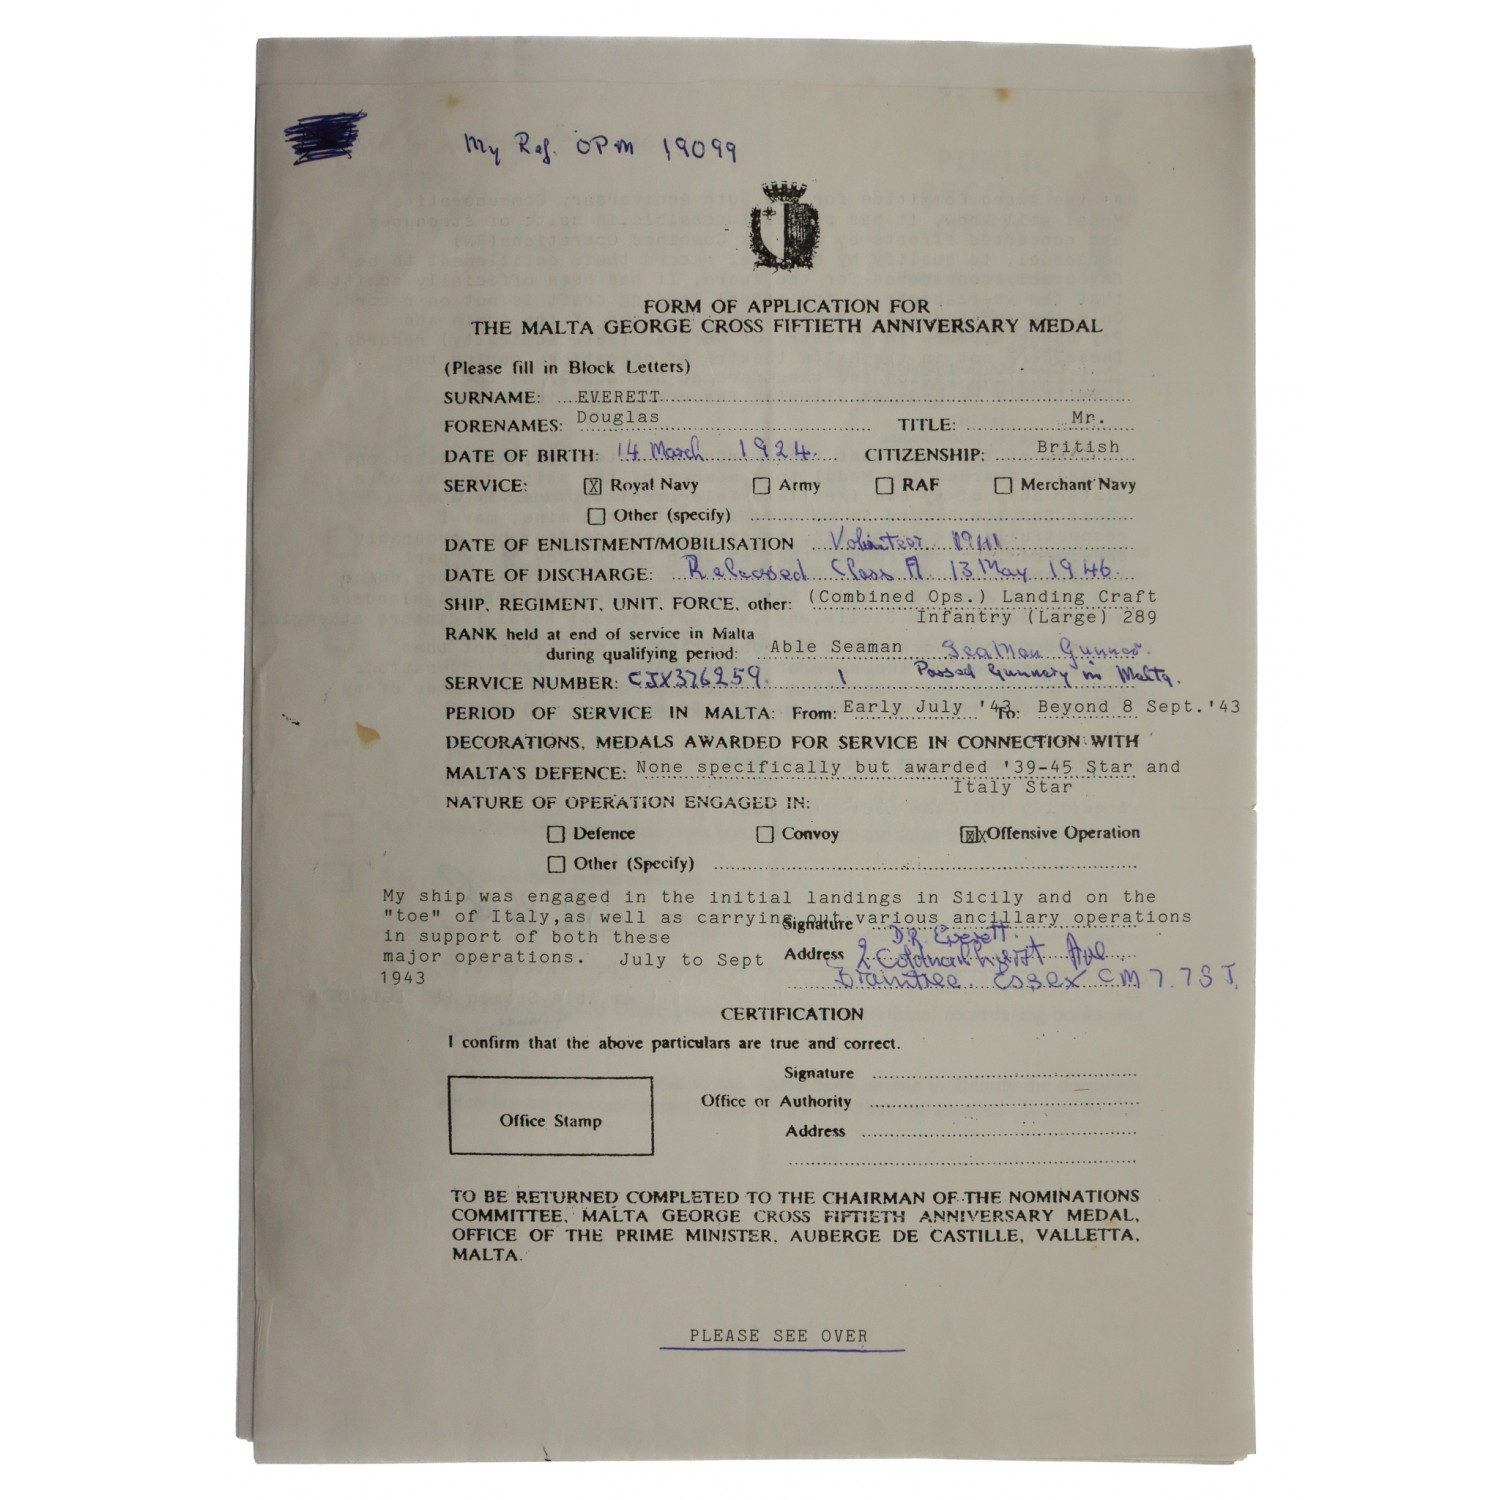 My Ref. OPM 19099
FORM OF APPLICATION FOR
THE MALTA GEORGE CROSS FIFTIETH ANNIVERSARY MEDAL
(Please fill in Block Letters)
SURNAME: EVERETT
FORENAMES: Douglas TITLE: Mr.
DATE OF BIRTH: 14 March 1924. CITIZENSHIP: British
SERVICE: [X] Royal Navy [ ] Army [ ] RAF [ ] Merchant Navy
[ ] Other (specify)
DATE OF ENLISTMENT/MOBILISATION Volunteer 1941
DATE OF DISCHARGE: Released Class A 13 May 1946.
SHIP, REGIMENT, UNIT, FORCE, other: (Combined Ops.) Landing Craft
Infantry (Large) 289
RANK held at end of service in Malta
during qualifying period: Able Seaman Seaman Gunner.
Passed Gunnery in Malta.
SERVICE NUMBER: CJX376259.
PERIOD OF SERVICE IN MALTA: From: Early July '43 To: Beyond 8 Sept.'43
DECORATIONS, MEDALS AWARDED FOR SERVICE IN CONNECTION WITH
MALTA'S DEFENCE: None specifically but awarded '39-45 Star and
Italy Star
NATURE OF OPERATION ENGAGED IN:
[ ] Defence [ ] Convoy [X]x Offensive Operation
[ ] Other (Specify)
My ship was engaged in the initial landings in Sicily and on the
"toe" of Italy,as well as carrying out various ancillary operations
in support of both these
major operations. July to Sept
1943
Signature D.R Everett.
Address 2 Ave
Braintree. Essex CM7.7ST.
CERTIFICATION
I confirm that the above particulars are true and correct.
Signature
Office or Authority
Office Stamp
Address
TO BE RETURNED COMPLETED TO THE CHAIRMAN OF THE NOMINATIONS
COMMITTEE, MALTA GEORGE CROSS FIFTIETH ANNIVERSARY MEDAL,
OFFICE OF THE PRIME MINISTER, AUBERGE DE CASTILLE, VALLETTA,
MALTA.
PLEASE SEE OVER